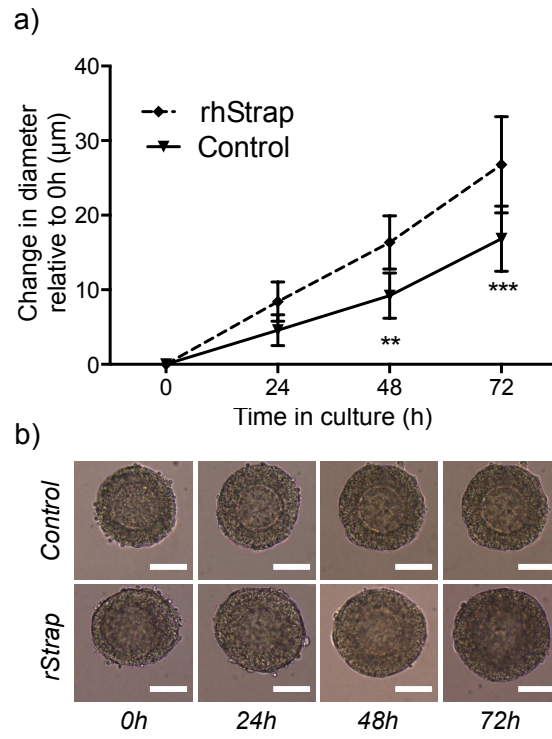 a)
40
30
20
10
0
Change in diameter
relative to 0h (µm)
rhStrap
Control
**
***
0 24 48 72
Time in culture (h)
b)
Control
rStrap
0h 24h 48h 72h